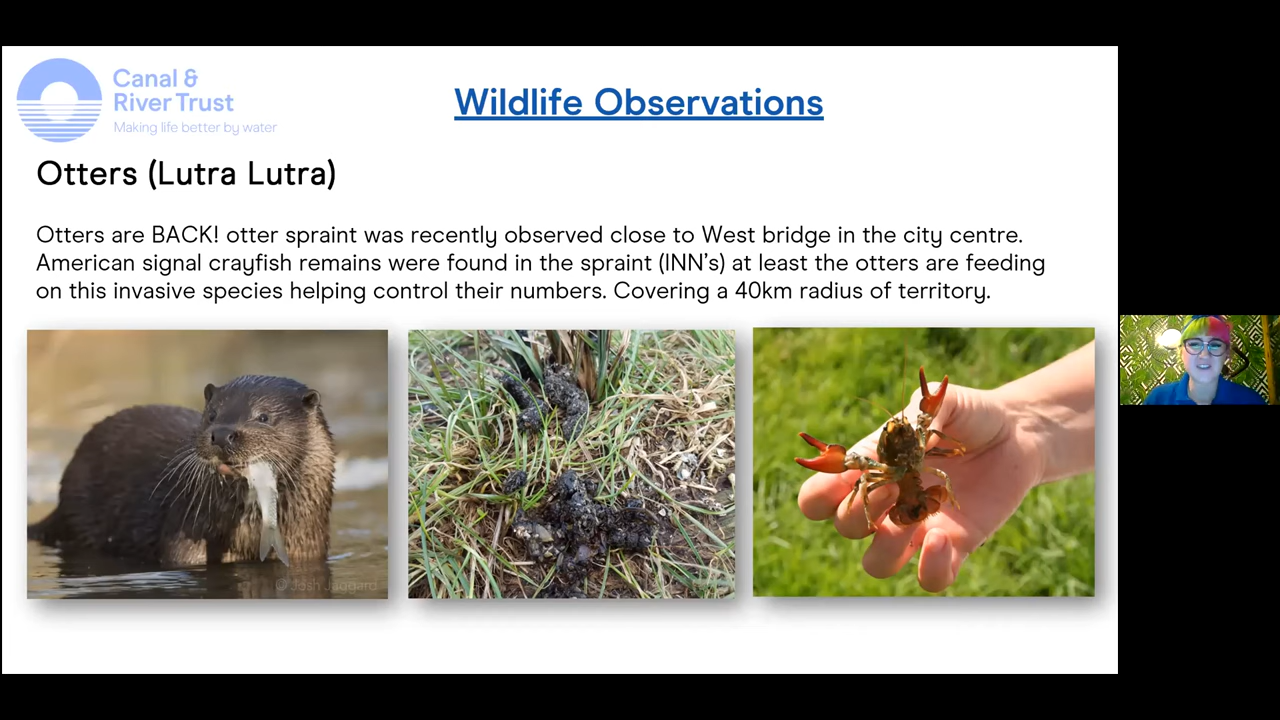 Canal &
River Trust
Making life better by water
Wildlife Observations
Otters (Lutra Lutra)
Otters are BACK! otter spraint was recently observed close to West bridge in the city centre.
American signal crayfish remains were found in the spraint (INN’s) at least the otters are feeding
on this invasive species helping control their numbers. Covering a 40km radius of territory.
© Josh Jaggard